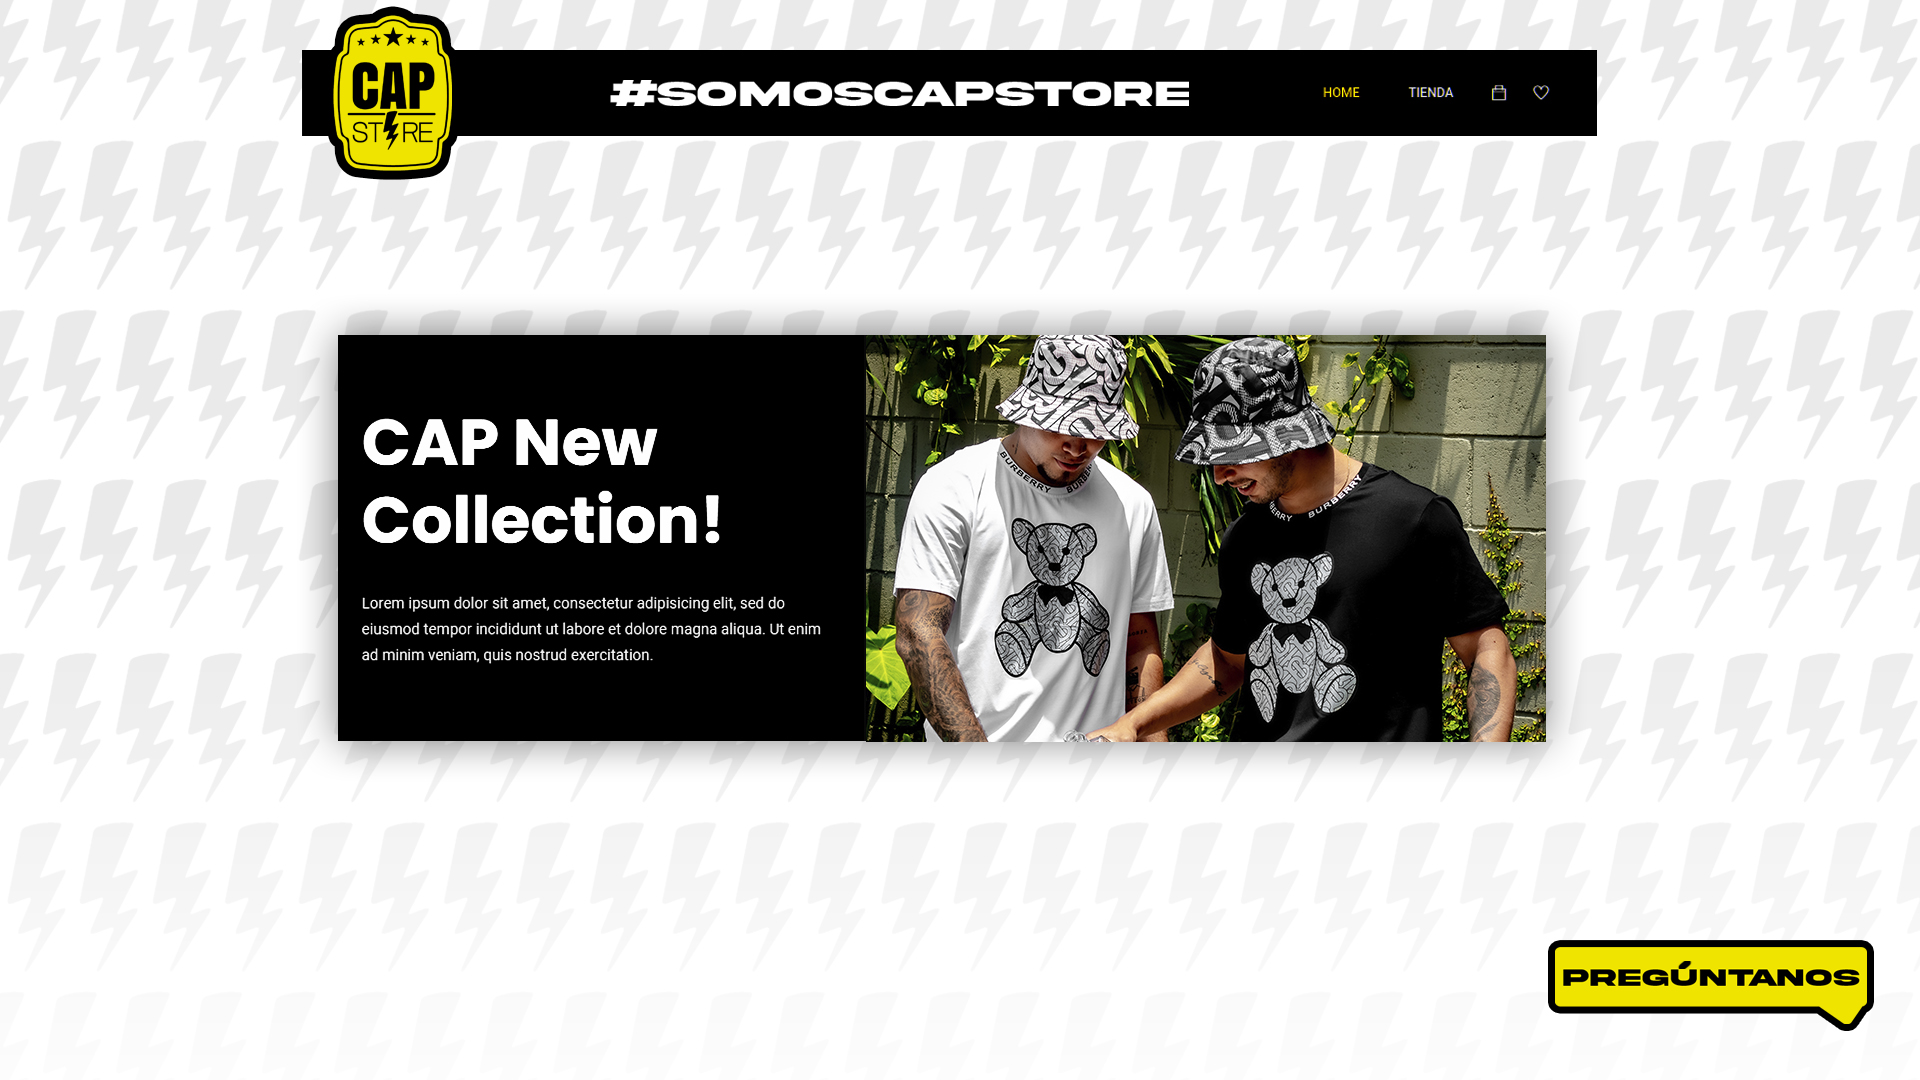 CAP
STORE
#SOMOSCAPSTORE
HOME
TIENDA
CAP New
Collection!
Lorem ipsum dolor sit amet, consectetur adipisicing elit, sed do
eiusmod tempor incididunt ut labore et dolore magna aliqua. Ut enim
ad minim veniam, quis nostrud exercitation.
BURBERRY
BURBERRY
PREGÚNTANOS